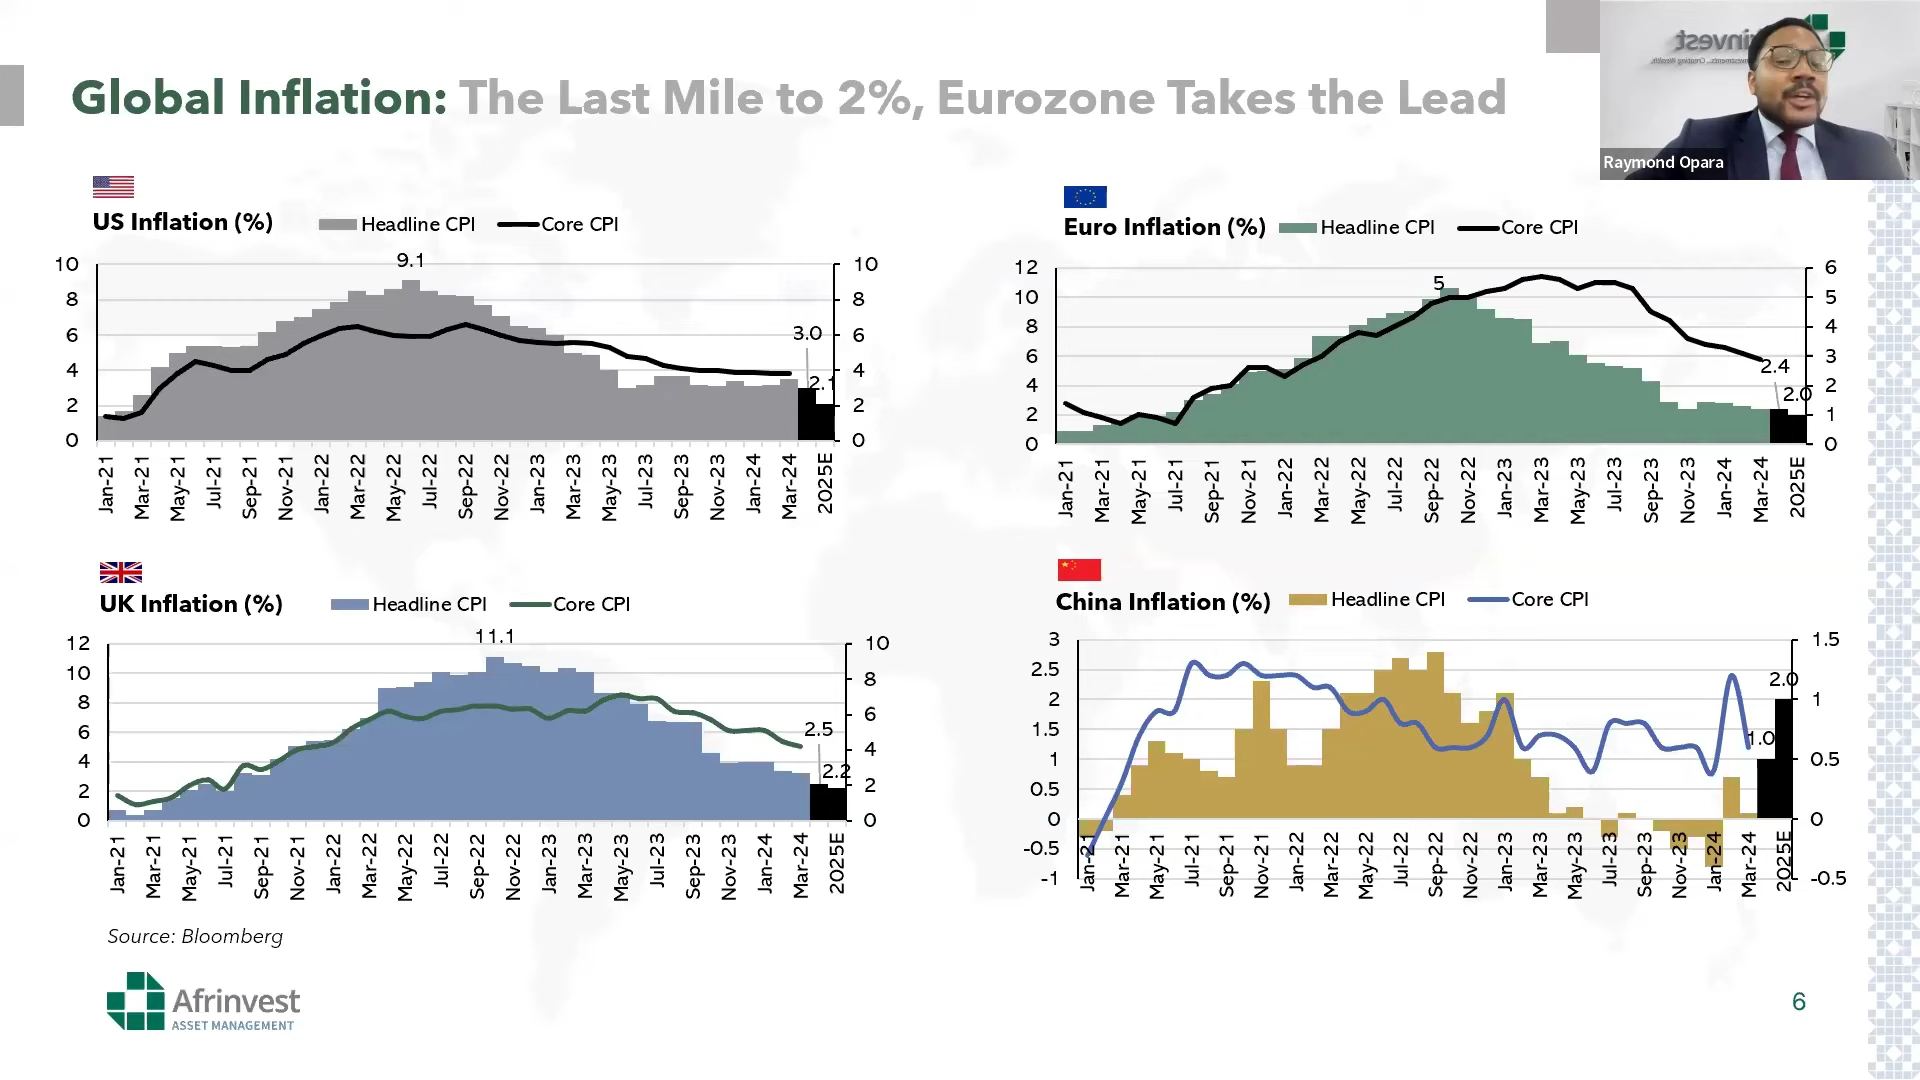 Global Inflation: The Last Mile to 2%, Eurozone Takes the Lead
Afrinvest
Raymond Opara
US Inflation (%) Headline CPI Core CPI
9.1
3.0
2.1
10 8 6 4 2 0
10 8 6 4 2 0
Jan-21 Mar-21 May-21 Jul-21 Sep-21 Nov-21 Jan-22 Mar-22 May-22 Jul-22 Sep-22 Nov-22 Jan-23 Mar-23 May-23 Jul-23 Sep-23 Nov-23 Jan-24 Mar-24 2025E
Euro Inflation (%) Headline CPI Core CPI
5
2.4
2.0
12 10 8 6 4 2 0
6 5 4 3 2 1 0
Jan-21 Mar-21 May-21 Jul-21 Sep-21 Nov-21 Jan-22 Mar-22 May-22 Jul-22 Sep-22 Nov-22 Jan-23 Mar-23 May-23 Jul-23 Sep-23 Nov-23 Jan-24 Mar-24 2025E
UK Inflation (%) Headline CPI Core CPI
11.1
2.5
2.2
12 10 8 6 4 2 0
10 8 6 4 2 0
Jan-21 Mar-21 May-21 Jul-21 Sep-21 Nov-21 Jan-22 Mar-22 May-22 Jul-22 Sep-22 Nov-22 Jan-23 Mar-23 May-23 Jul-23 Sep-23 Nov-23 Jan-24 Mar-24 2025E
China Inflation (%) Headline CPI Core CPI
2.0
1.0
3 2.5 2 1.5 1 0.5 0 -0.5 -1
1.5 1 0.5 0 -0.5
Jan-21 Mar-21 May-21 Jul-21 Sep-21 Nov-21 Jan-22 Mar-22 May-22 Jul-22 Sep-22 Nov-22 Jan-23 Mar-23 May-23 Jul-23 Sep-23 Nov-23 Jan-24 Mar-24 2025E
Source: Bloomberg
Afrinvest
ASSET MANAGEMENT
6